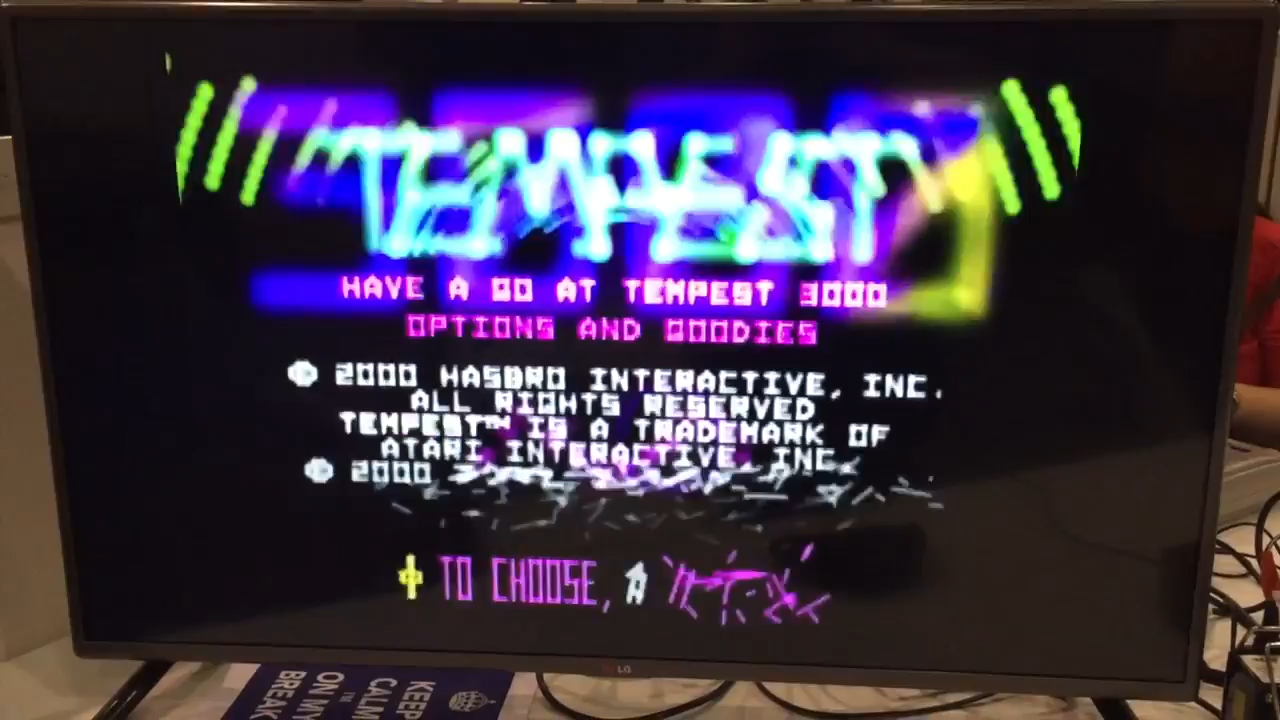 TEMPEST
HAVE A GO AT TEMPEST 3000
OPTIONS AND GOODIES
© 2000 HASBRO INTERACTIVE, INC.
ALL RIGHTS RESERVED
TEMPEST™ IS A TRADEMARK OF
ATARI INTERACTIVE, INC.
© 2000
TO CHOOSE, A
LG
KEEP
CALM
I'M
ON MY
BREAK